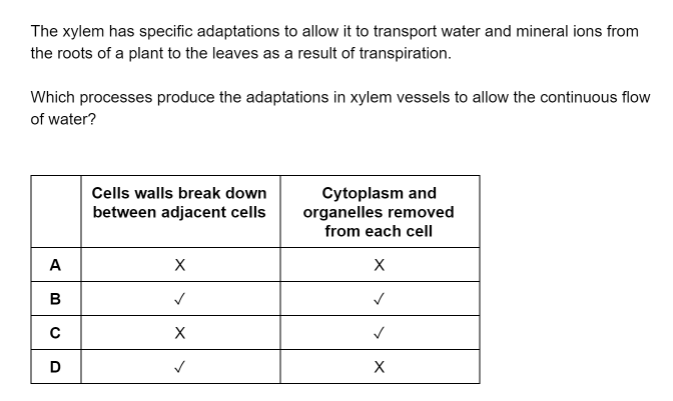 The xylem has specific adaptations to allow it to transport water and mineral ions from
the roots of a plant to the leaves as a result of transpiration.
Which processes produce the adaptations in xylem vessels to allow the continuous flow
of water?
Cells walls break down
between adjacent cells
Cytoplasm and
organelles removed
from each cell
A X X
B ✓ ✓
C X ✓
D ✓ X